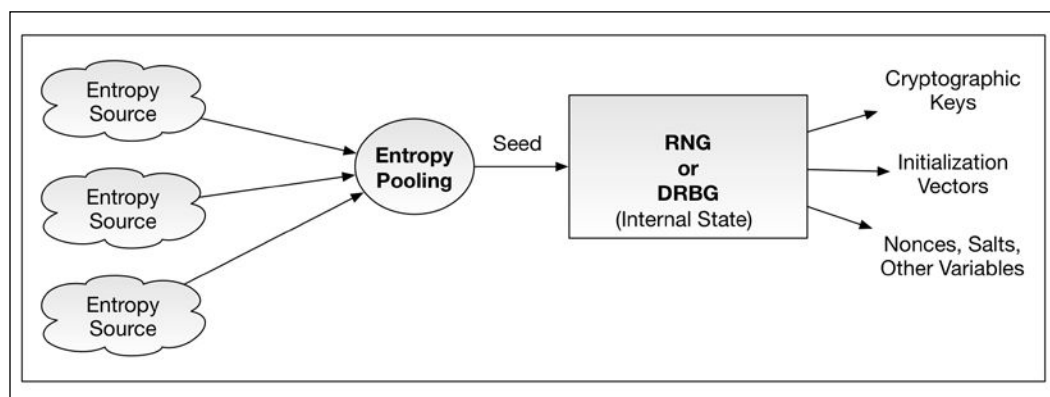 Entropy
Source
Entropy
Source
Entropy
Source
Entropy
Pooling
Seed
RNG
or
DRBG
(Internal State)
Cryptographic
Keys
Initialization
Vectors
Nonces, Salts,
Other Variables